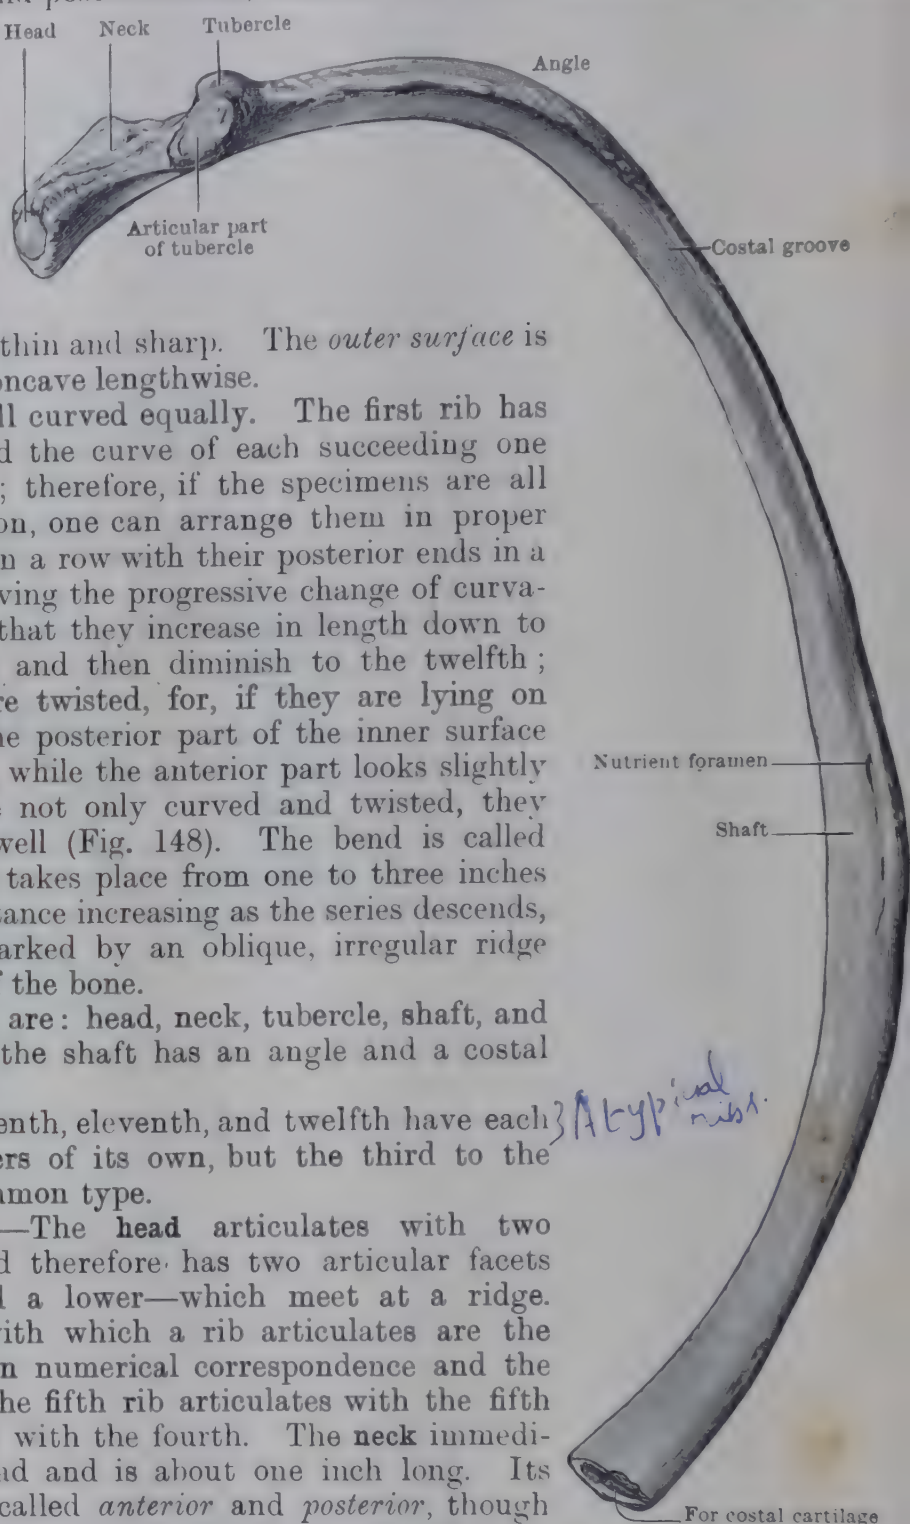 Head
Neck
Tubercle
Angle
Articular part
of tubercle
Costal groove
thin and sharp. The outer surface is
oncave lengthwise.
ll curved equally. The first rib has
d the curve of each succeeding one
; therefore, if the specimens are all
on, one can arrange them in proper
n a row with their posterior ends in a
ving the progressive change of curva-
that they increase in length down to
and then diminish to the twelfth ;
re twisted, for, if they are lying on
ne posterior part of the inner surface
while the anterior part looks slightly
not only curved and twisted, they
well (Fig. 148). The bend is called
takes place from one to three inches
tance increasing as the series descends,
arked by an oblique, irregular ridge
f the bone.
are: head, neck, tubercle, shaft, and
the shaft has an angle and a costal
enth, eleventh, and twelfth have each
ers of its own, but the third to the
mmon type.
—The head articulates with two
d therefore has two articular facets
l a lower—which meet at a ridge.
with which a rib articulates are the
n numerical correspondence and the
he fifth rib articulates with the fifth
with the fourth. The neck immedi-
ad and is about one inch long. Its
called anterior and posterior, though
Nutrient foramen
Shaft
} Atypical
For costal cartilage